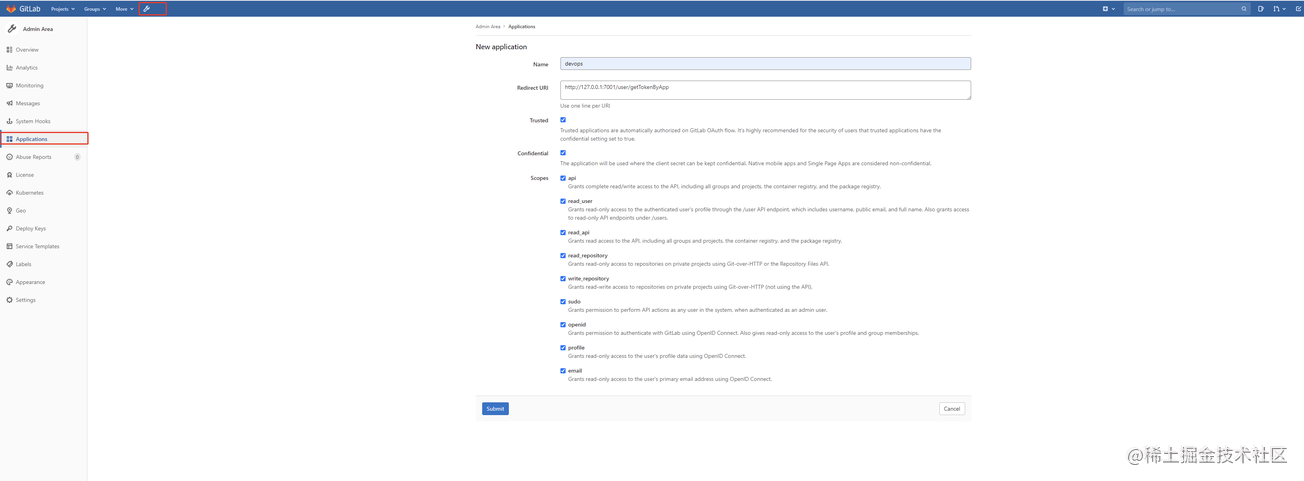 GitLab Projects Groups More Search or jump to...
Admin Area
Overview
Analytics
Monitoring
Messages
System Hooks
Applications
Abuse Reports 0
License
Kubernetes
Geo
Deploy Keys
Service Templates
Labels
Appearance
Settings
Admin Area > Applications
New application
Name devops
Redirect URI http://127.0.0.1:7001/user/getTokenByApp
Use one line per URI
Trusted
Trusted applications are automatically authorized on GitLab OAuth flow. It's highly recommended for the security of users that trusted applications have the
confidential setting set to true.
Confidential
The application will be used where the client secret can be kept confidential. Native mobile apps and Single Page Apps are considered non-confidential.
Scopes api
Grants complete read/write access to the API, including all groups and projects, the container registry, and the package registry.
read_user
Grants read-only access to the authenticated user's profile through the /user API endpoint, which includes username, public email, and full name. Also grants access
to read-only API endpoints under /users.
read_api
Grants read access to the API, including all groups and projects, the container registry, and the package registry.
read_repository
Grants read-only access to repositories on private projects using Git-over-HTTP or the Repository Files API.
write_repository
Grants read-write access to repositories on private projects using Git-over-HTTP (not using the API).
sudo
Grants permission to perform API actions as any user in the system, when authenticated as an admin user.
openid
Grants permission to authenticate with GitLab using OpenID Connect. Also gives read-only access to the user's profile and group memberships.
profile
Grants read-only access to the user's profile data using OpenID Connect.
email
Grants read-only access to the user's primary email address using OpenID Connect.
Submit Cancel
@稀土掘金技术社区